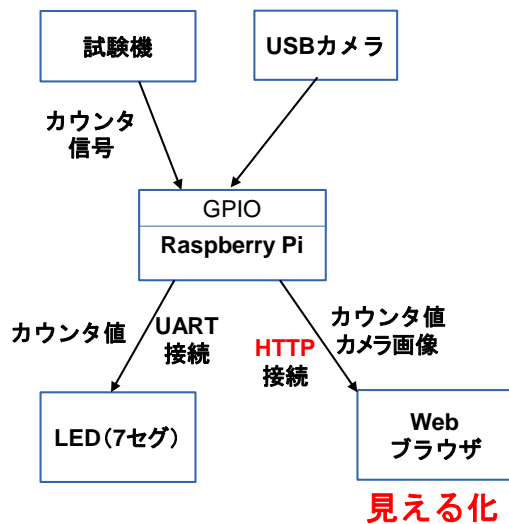 試験機
USBカメラ
カウンタ
信号
GPIO
Raspberry Pi
カウンタ値
UART
接続
HTTP
接続
カウンタ値
カメラ画像
LED（7セグ）
Web
ブラウザ
見える化